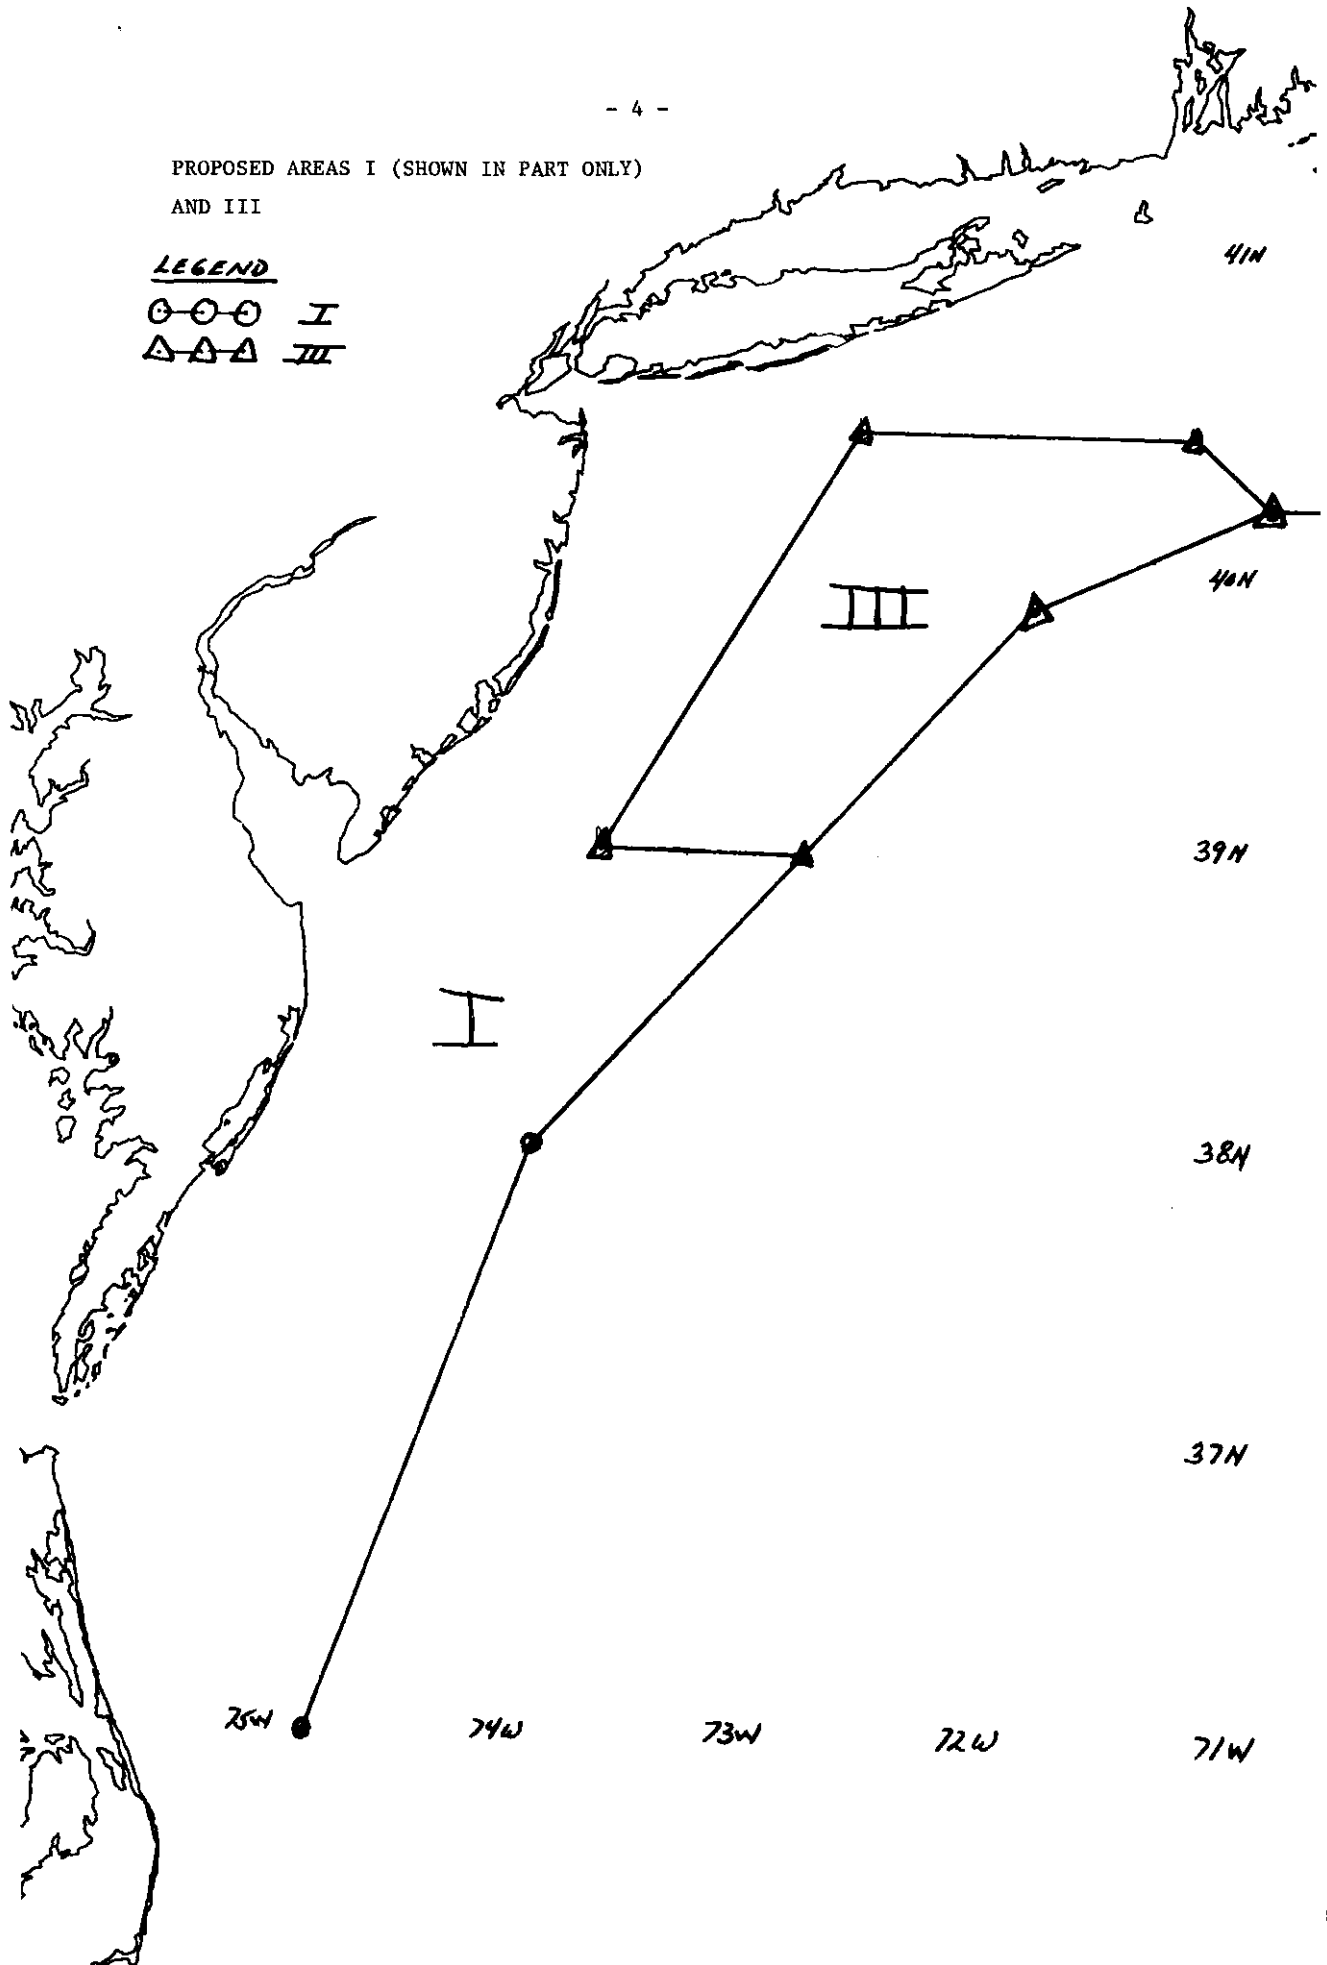 - 4 -
PROPOSED AREAS I (SHOWN IN PART ONLY)
AND III
LEGEND
I
III
41N
40N
III
39N
I
38N
37N
75W 74W 73W 72W 71W